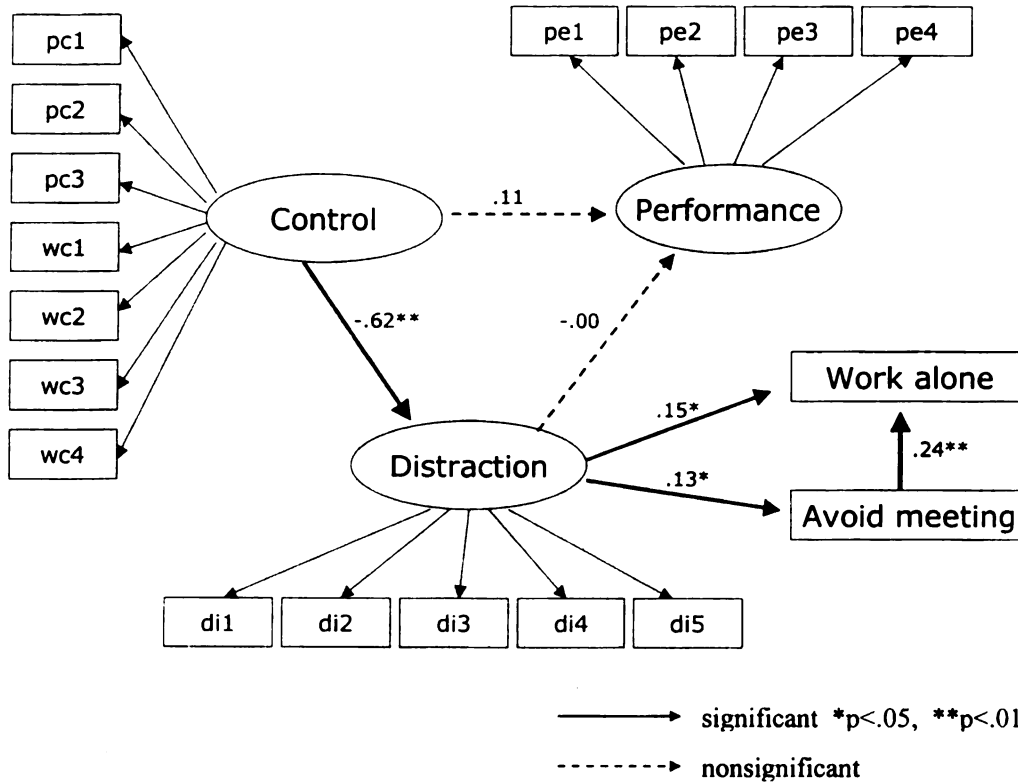 pc1
pc2
pc3
wc1
wc2
wc3
wc4
pe1 pe2 pe3 pe4
Control
.11
Performance
-.62**
-.00
Work alone
.15*
.24**
Distraction
.13*
Avoid meeting
di1 di2 di3 di4 di5
significant *p<.05, **p<.01
nonsignificant